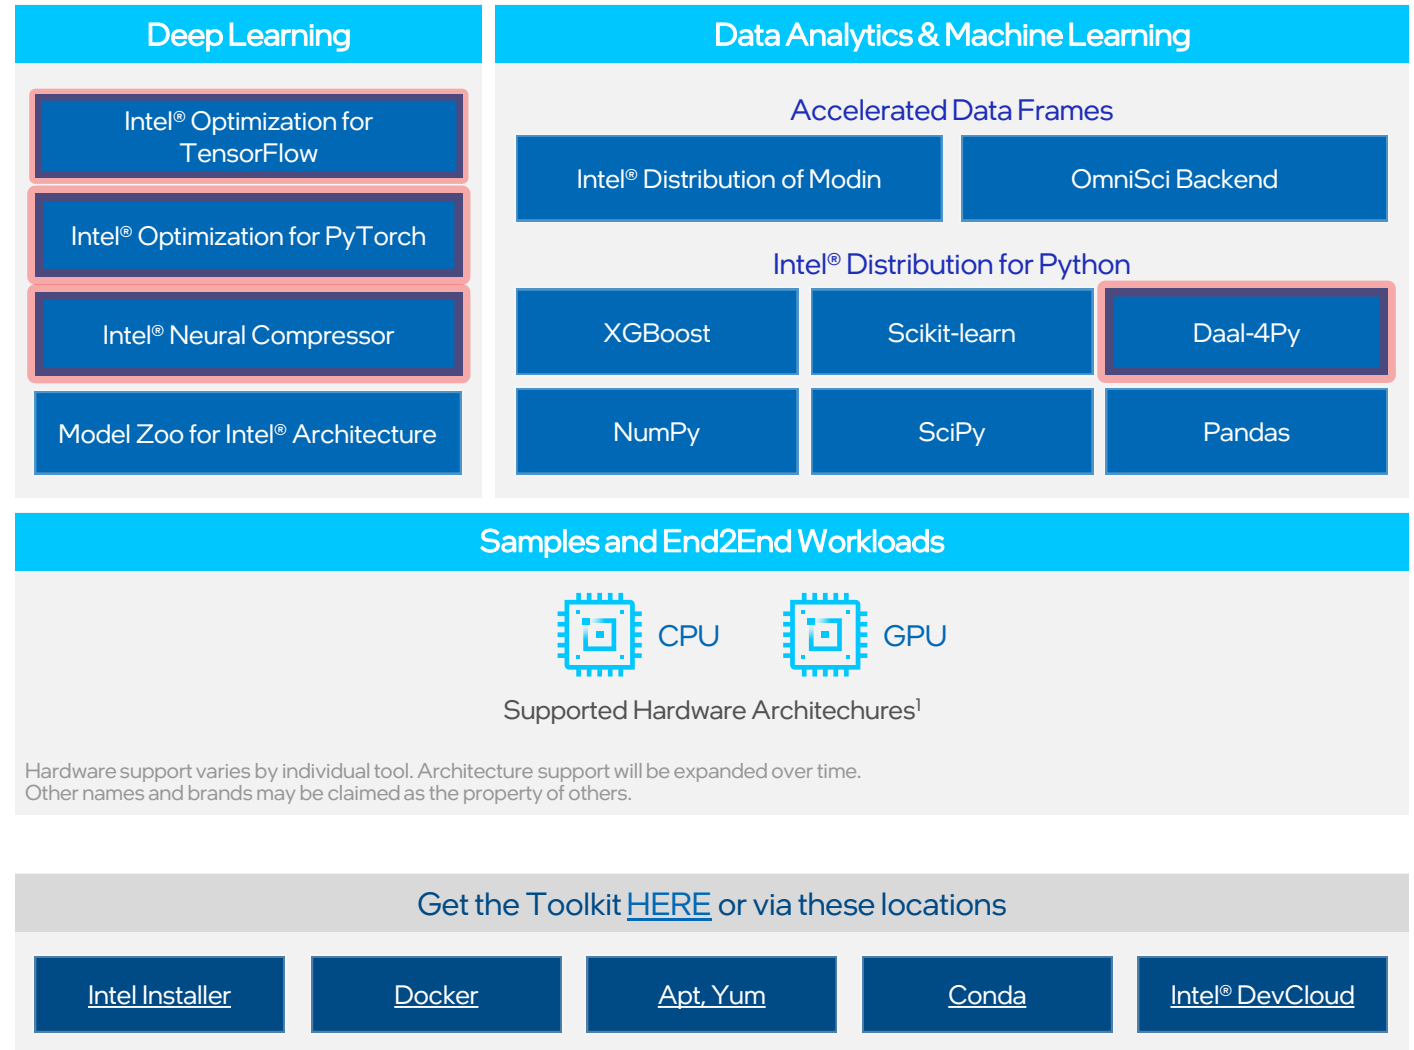 Deep Learning
Intel® Optimization for
TensorFlow
Intel® Optimization for PyTorch
Intel® Neural Compressor
Model Zoo for Intel® Architecture
Data Analytics & Machine Learning
Accelerated Data Frames
Intel® Distribution of Modin
OmniSci Backend
Intel® Distribution for Python
XGBoost
Scikit-learn
Daal-4Py
NumPy
SciPy
Pandas
Samples and End2End Workloads
CPU
GPU
Supported Hardware Architechures¹
Hardware support varies by individual tool. Architecture support will be expanded over time.
Other names and brands may be claimed as the property of others.
Get the Toolkit HERE or via these locations
Intel Installer
Docker
Apt, Yum
Conda
Intel® DevCloud